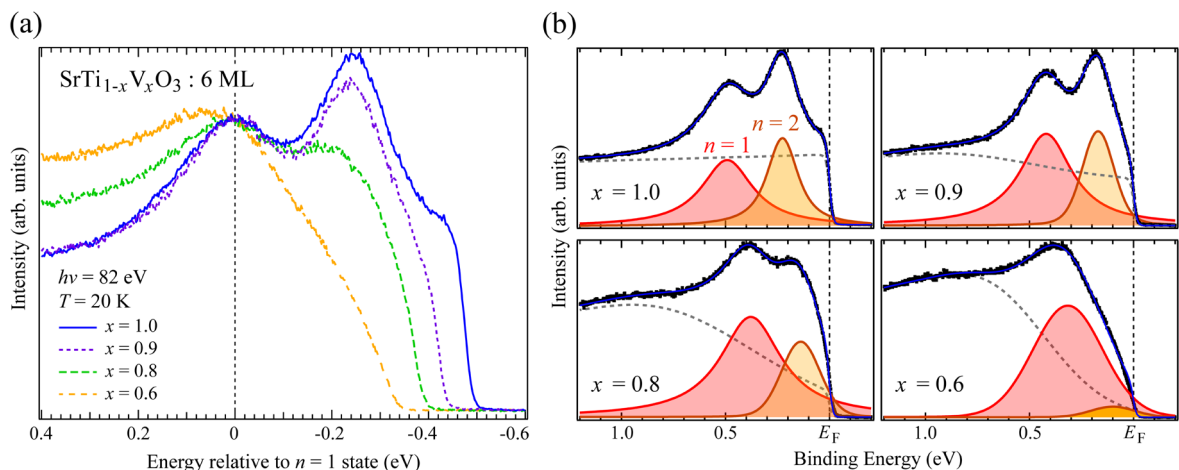 (a)
SrTi1-xVxO3 : 6 ML
Intensity (arb. units)
hν = 82 eV
T = 20 K
x = 1.0
x = 0.9
x = 0.8
x = 0.6
0.4 0.2 0 -0.2 -0.4 -0.6
Energy relative to n = 1 state (eV)
(b)
Intensity (arb. units)
n = 1
n = 2
x = 1.0
x = 0.9
x = 0.8
x = 0.6
1.0 0.5 EF
1.0 0.5 EF
Binding Energy (eV)